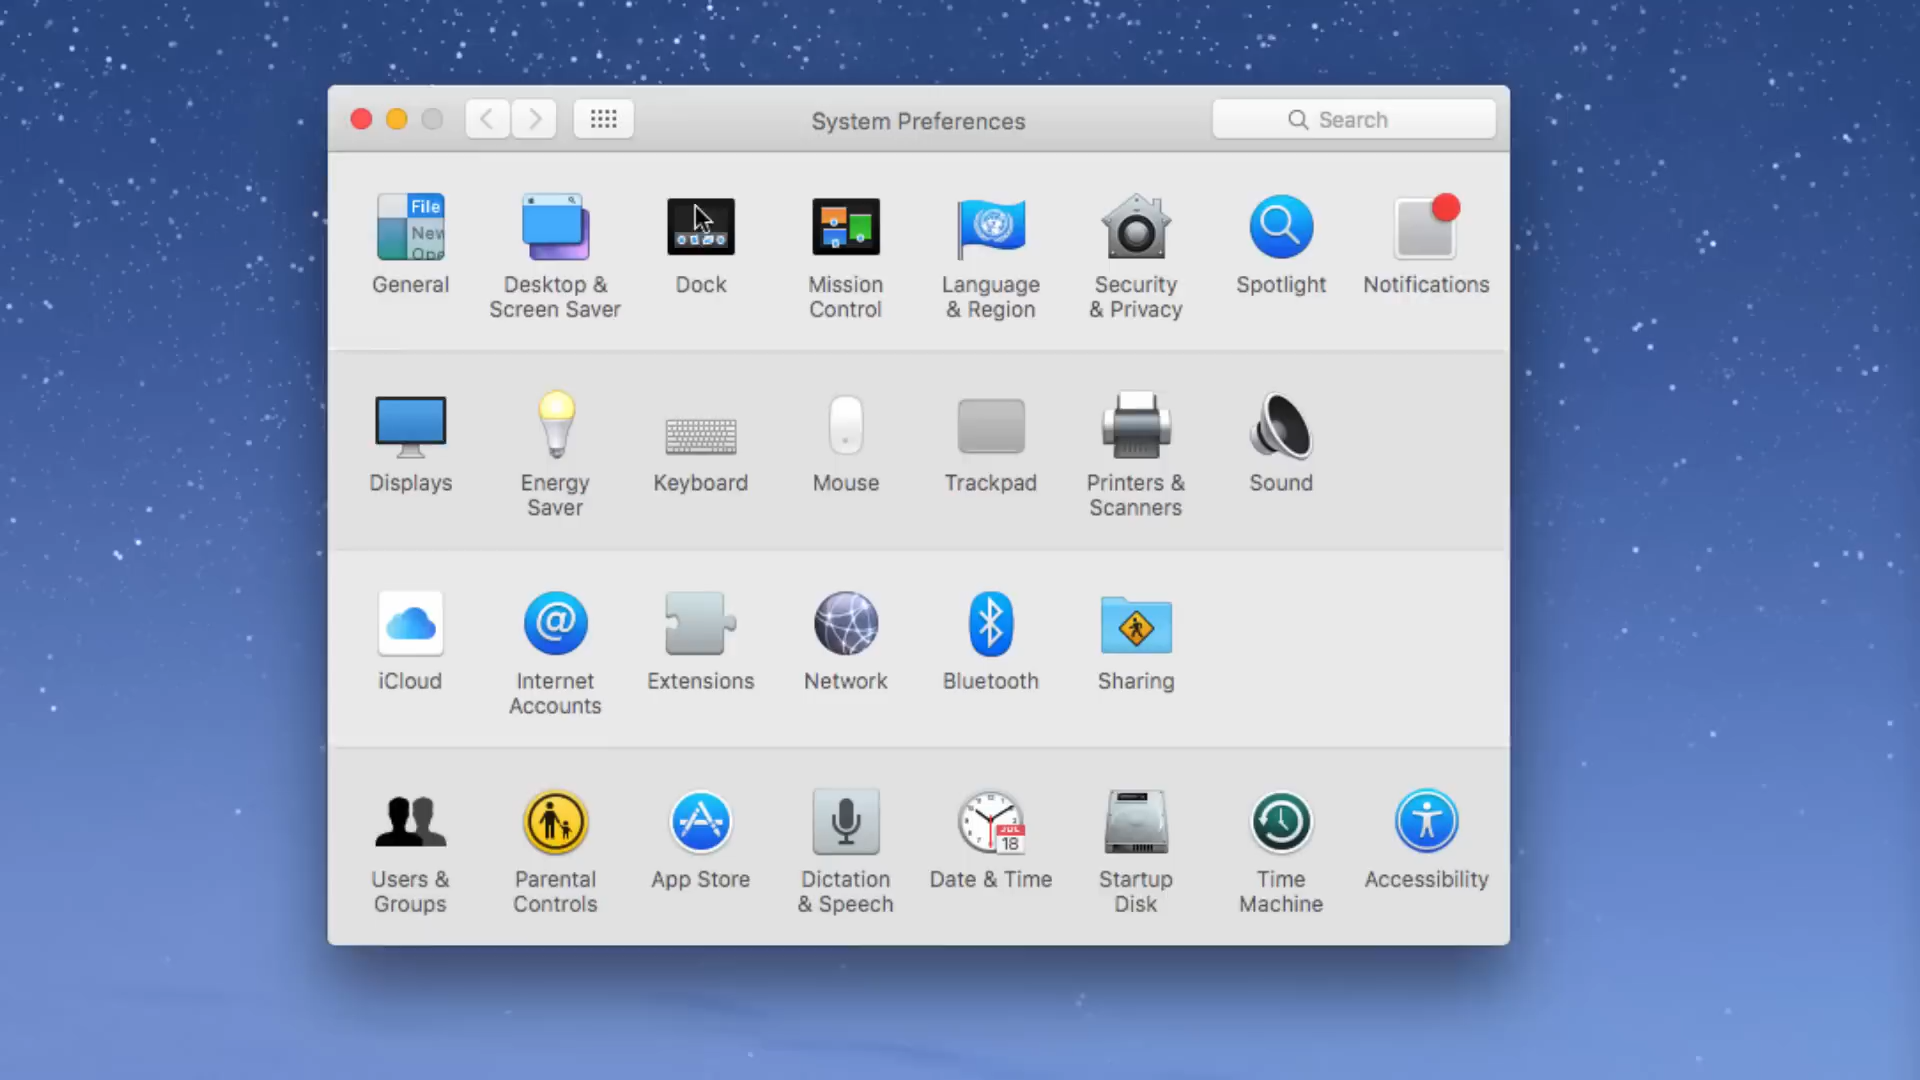 System Preferences
Search
File
New
Ope
General
Desktop &
Screen Saver
Dock
Mission
Control
Language
& Region
Security
& Privacy
Spotlight
Notifications
Displays
Energy
Saver
Keyboard
Mouse
Trackpad
Printers &
Scanners
Sound
iCloud
@
Internet
Accounts
Extensions
Network
Bluetooth
Sharing
JUL
18
Users &
Groups
Parental
Controls
App Store
Dictation
& Speech
Date & Time
Startup
Disk
Time
Machine
Accessibility